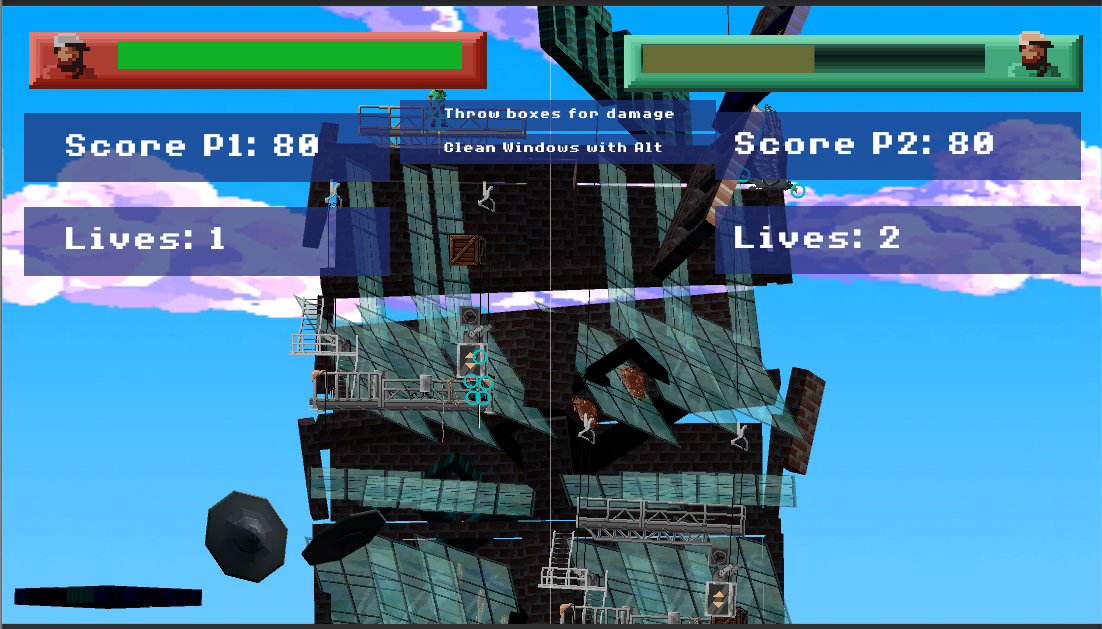 Throw boxes for damage
Clean Windows with Alt
Score P1: 80
Score P2: 80
Lives: 1
Lives: 2